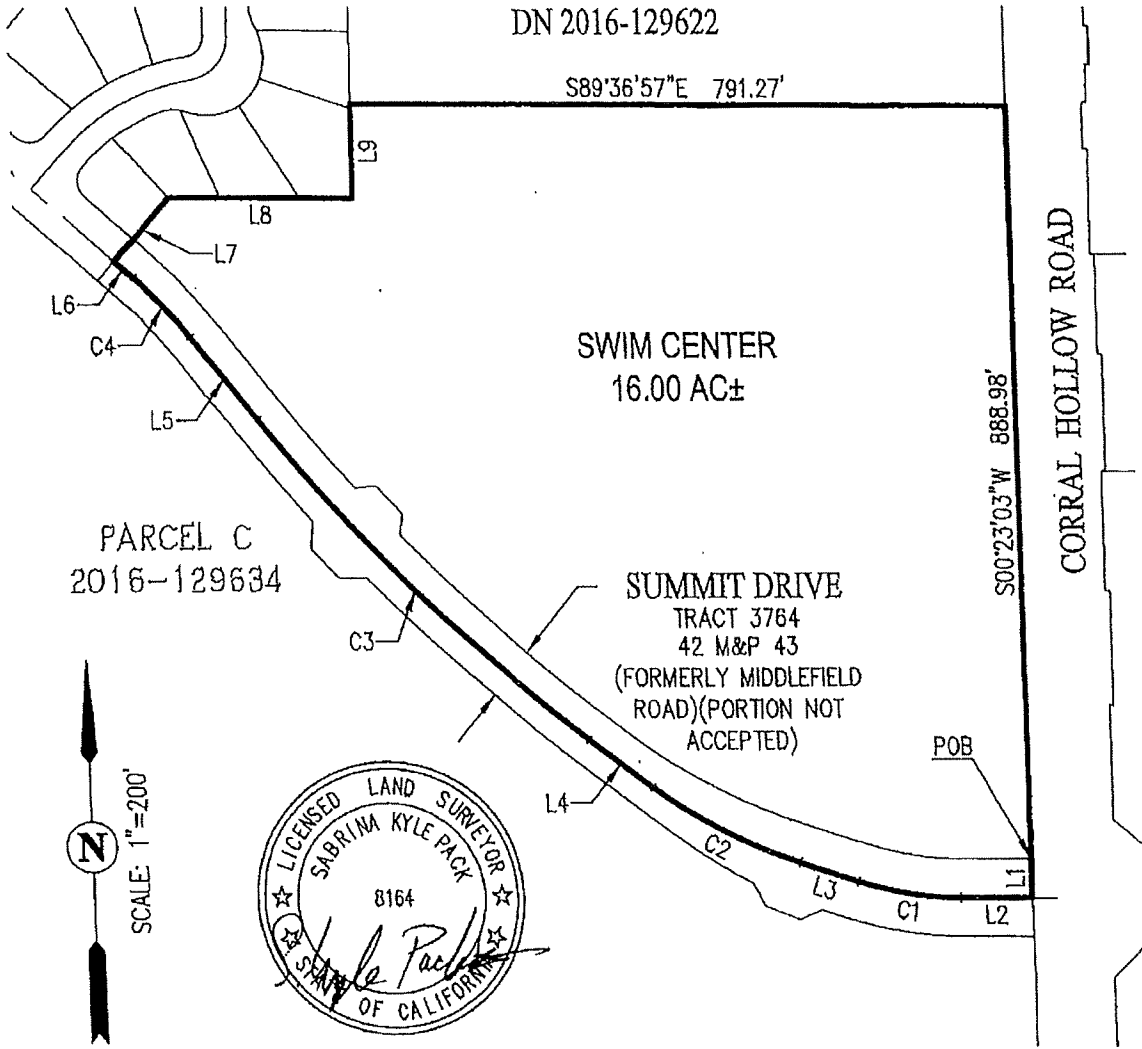 DN 2016-129622
S89°36'57"E 791.27'
L9
L8
L7
L6
C4
L5
SWIM CENTER
16.00 AC±
CORRAL HOLLOW ROAD
S00°23'03"W 888.98'
PARCEL C
2016-129634
C3
SUMMIT DRIVE
TRACT 3764
42 M&P 43
(FORMERLY MIDDLEFIELD
ROAD)(PORTION NOT
ACCEPTED)
POB
L4
C2
L3
C1
L2
L1
N
SCALE: 1"=200'
LICENSED LAND SURVEYOR
SABRINA KYLE PACK
8164
Kyle Pack
STATE OF CALIFORNIA